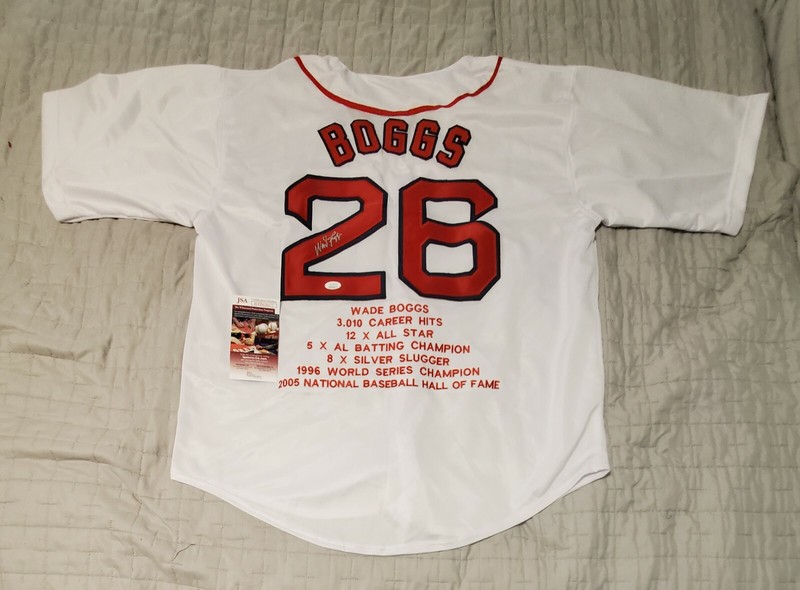 BOGGS
26
WADE BOGGS
3.010 CAREER HITS
12 X ALL STAR
5 X AL BATTING CHAMPION
8 X SILVER SLUGGER
1996 WORLD SERIES CHAMPION
2005 NATIONAL BASEBALL HALL OF FAME
JSA